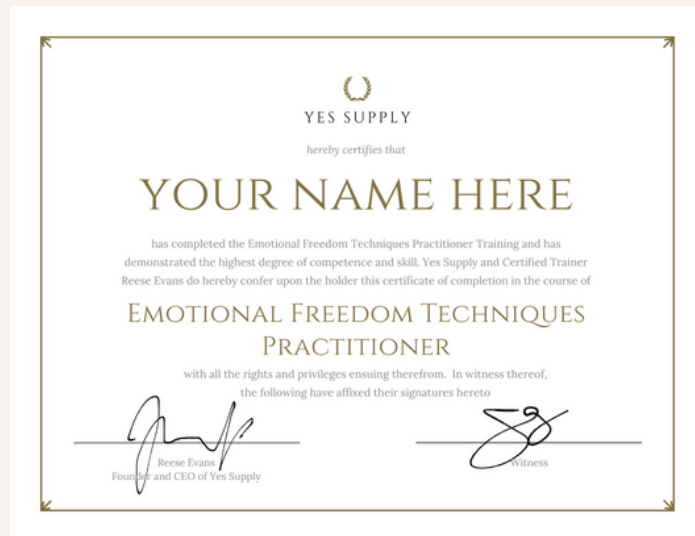 YES SUPPLY
hereby certifies that
YOUR NAME HERE
has completed the Emotional Freedom Techniques Practitioner Training and has
demonstrated the highest degree of competence and skill. Yes Supply and Certified Trainer
Reese Evans do hereby confer upon the holder this certificate of completion in the course of
EMOTIONAL FREEDOM TECHNIQUES
PRACTITIONER
with all the rights and privileges ensuing therefrom. In witness thereof,
the following have affixed their signatures hereto
Reese Evans
Founder and CEO of Yes Supply
Witness